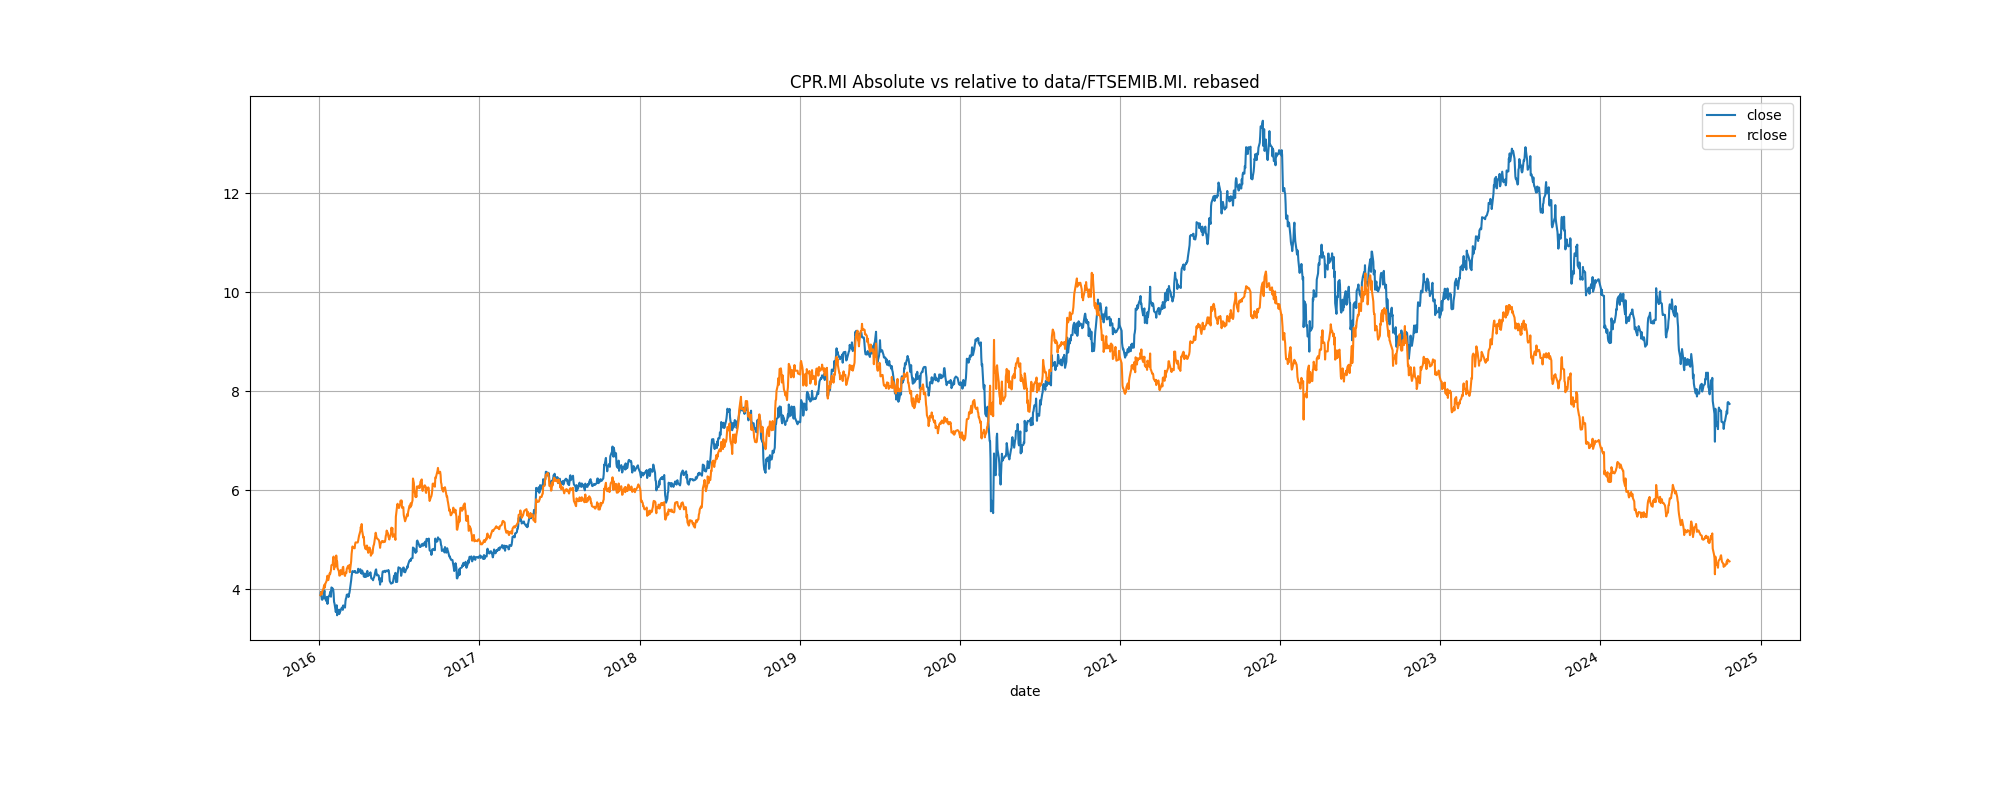 CPR.MI Absolute vs relative to data/FTSEMIB.MI. rebased
close
rclose
12
10
8
6
4
2016 2017 2018 2019 2020 2021 2022 2023 2024 2025
date